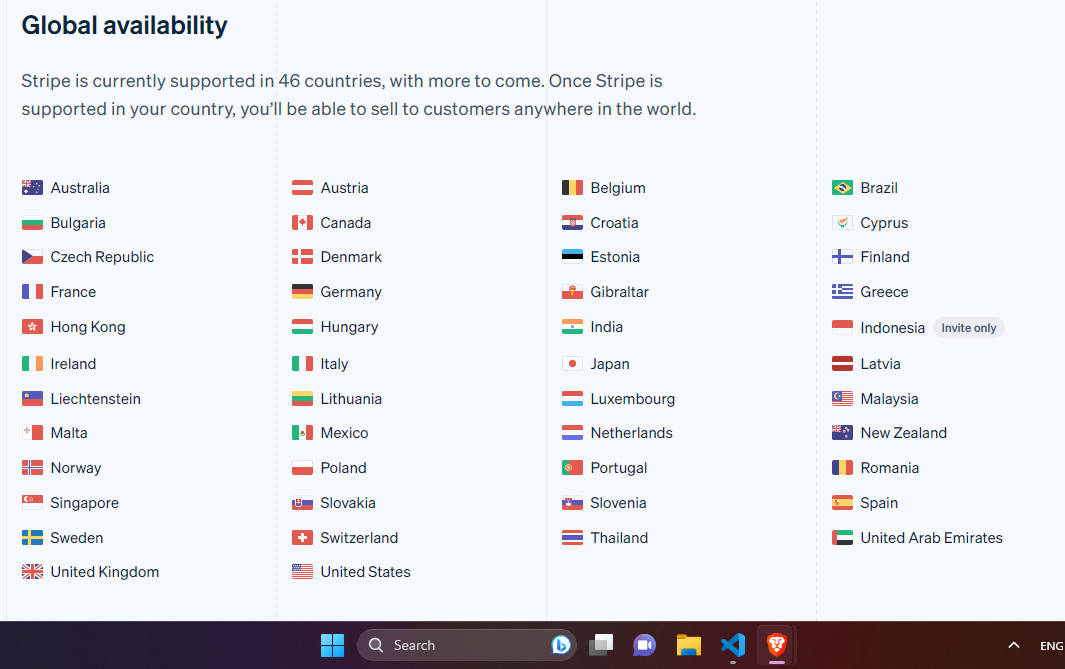 Global availability
Stripe is currently supported in 46 countries, with more to come. Once Stripe is
supported in your country, you’ll be able to sell to customers anywhere in the world.
Australia Austria Belgium Brazil
Bulgaria Canada Croatia Cyprus
Czech Republic Denmark Estonia Finland
France Germany Gibraltar Greece
Hong Kong Hungary India Indonesia Invite only
Ireland Italy Japan Latvia
Liechtenstein Lithuania Luxembourg Malaysia
Malta Mexico Netherlands New Zealand
Norway Poland Portugal Romania
Singapore Slovakia Slovenia Spain
Sweden Switzerland Thailand United Arab Emirates
United Kingdom United States
Search ENG